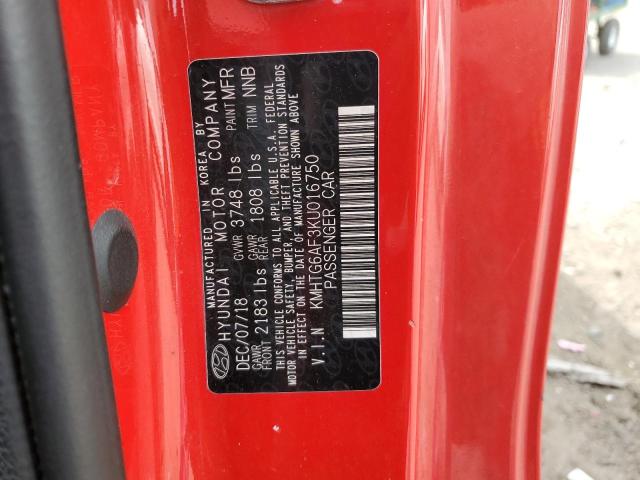 MANUFACTURED IN KOREA BY
HYUNDAI MOTOR COMPANY
DEC/07/18 GVWR 3748 lbs PAINT MFR
GAWR FRONT 2183 lbs GAWR REAR 1808 lbs TRIM NNB
THIS VEHICLE CONFORMS TO ALL APPLICABLE U.S.A. FEDERAL
MOTOR VEHICLE SAFETY, BUMPER, AND THEFT PREVENTION STANDARDS
IN EFFECT ON THE DATE OF MANUFACTURE SHOWN ABOVE
V.I.N KMHTG6AF3KU016750
PASSENGER CAR